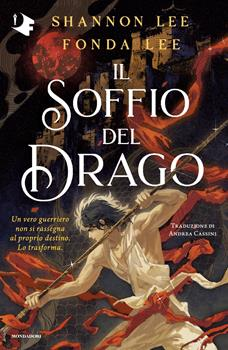 SHANNON LEE
FONDA LEE
IL
SOFFIO
DEL
DRAGO
Un vero guerriero
non si rassegna
al proprio destino.
Lo trasforma.
TRADUZIONE DI
ANDREA CASSINI
MONDADORI